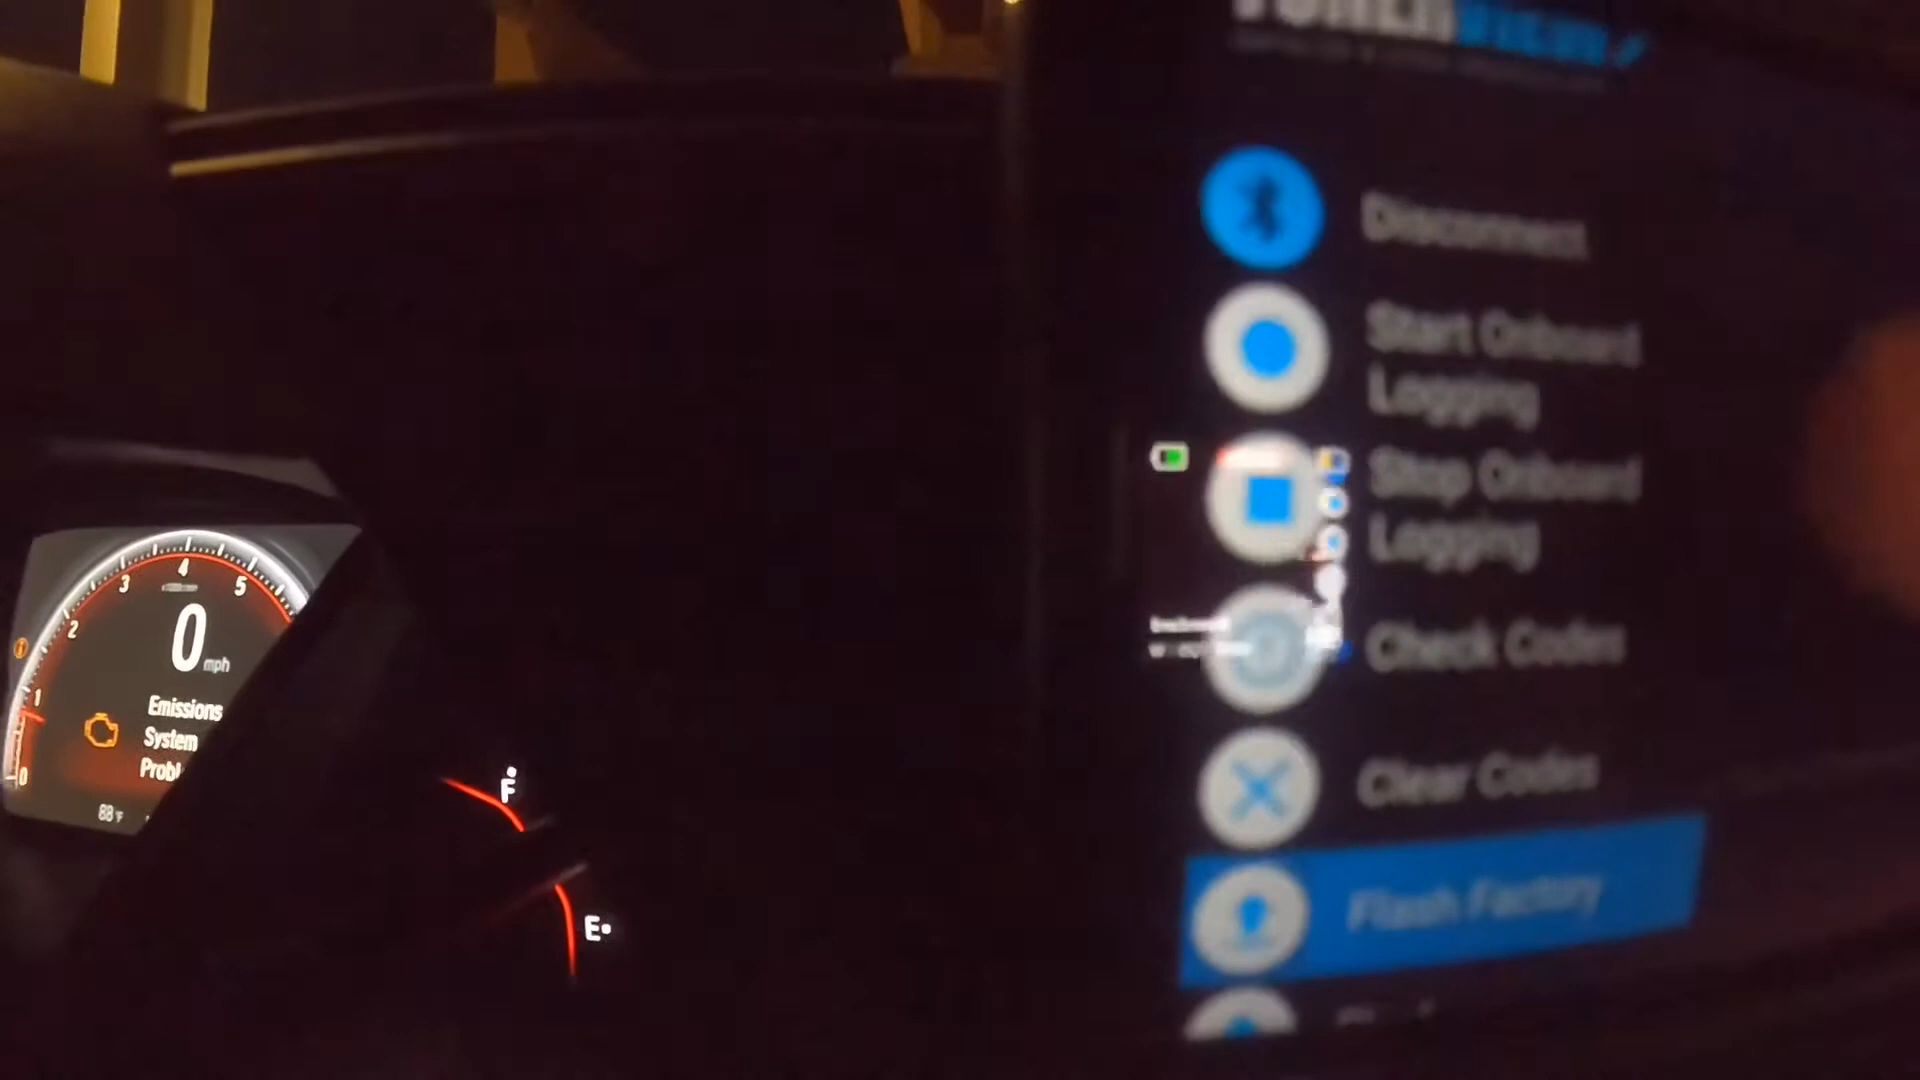 Disconnect
Start Onboard
Logging
Stop Onboard
Logging
Check Codes
Clear Codes
Flash Factory
0
1
2
3
4
5
0
mph
Emissions
System
88°F
F
E